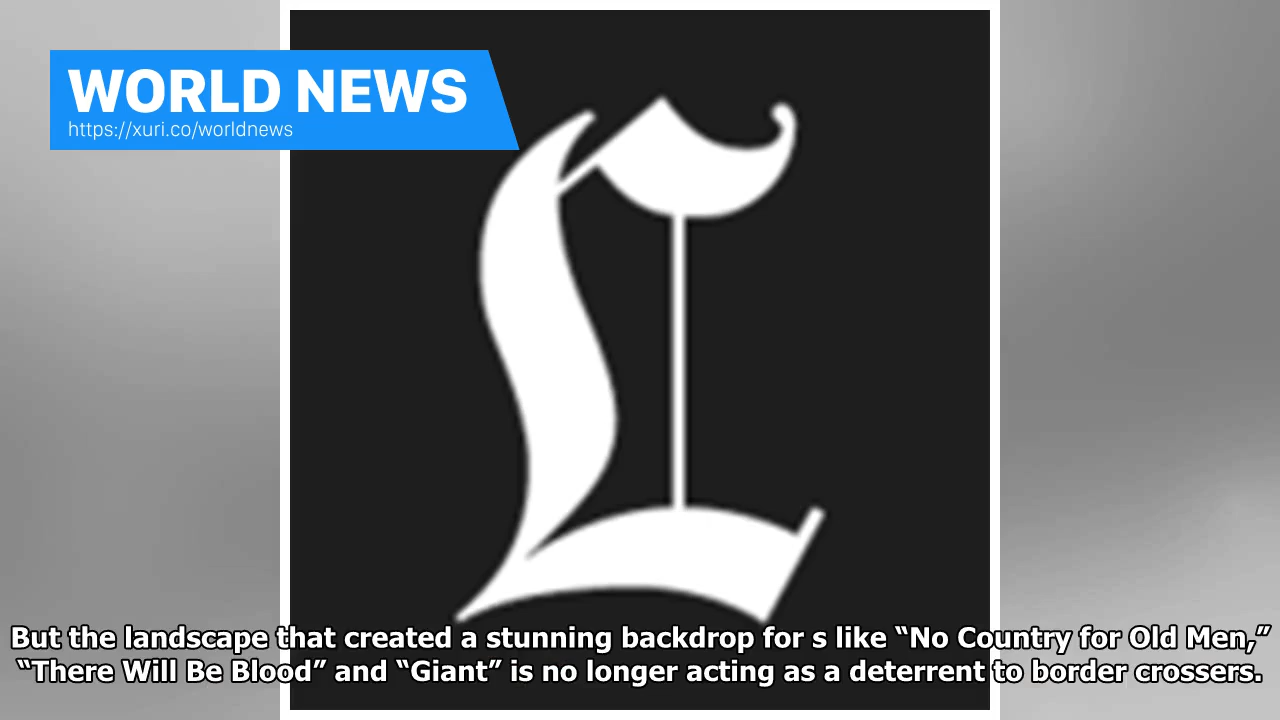 WORLD NEWS
https://xuri.co/worldnews
L
But the landscape that created a stunning backdrop for s like “No Country for Old Men,”
“There Will Be Blood” and “Giant” is no longer acting as a deterrent to border crossers.